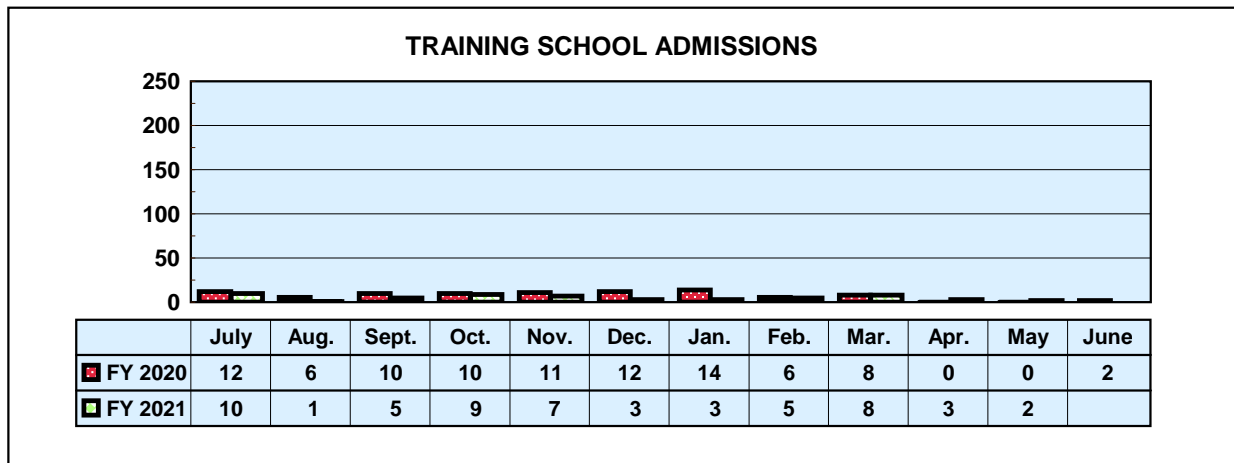 TRAINING SCHOOL ADMISSIONS
250
200
150
100
50
0
July Aug. Sept. Oct. Nov. Dec. Jan. Feb. Mar. Apr. May June
FY 2020 12 6 10 10 11 12 14 6 8 0 0 2
FY 2021 10 1 5 9 7 3 3 5 8 3 2